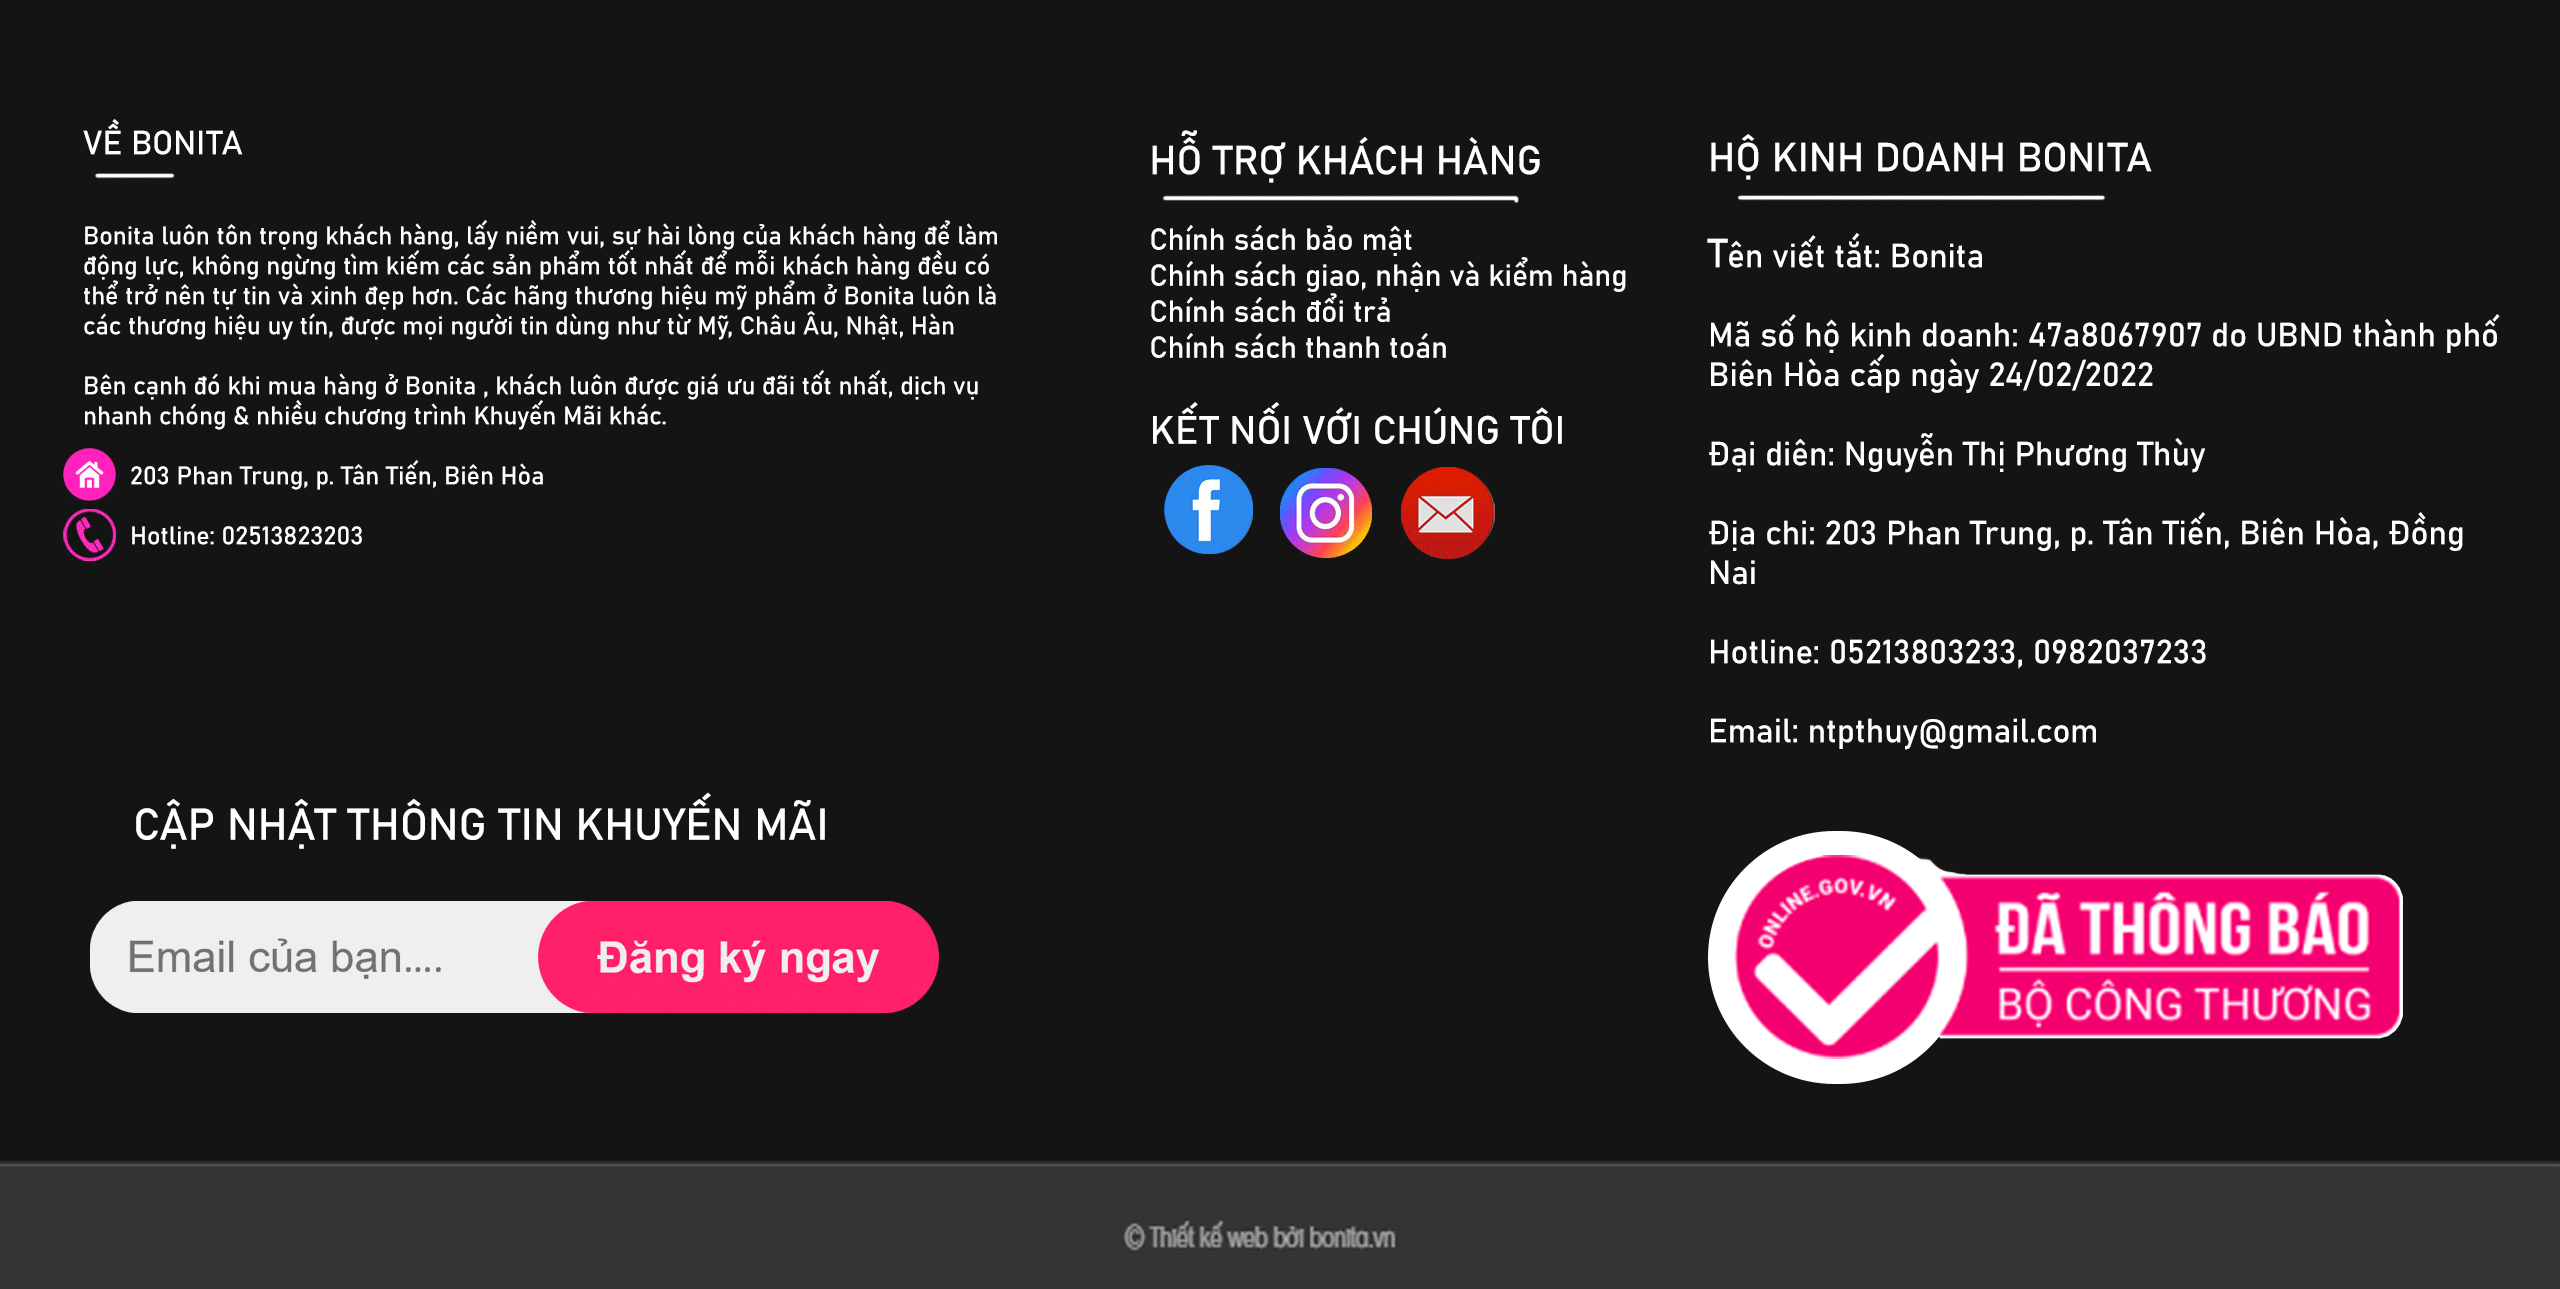 VỀ BONITA
Bonita luôn tôn trọng khách hàng, lấy niềm vui, sự hài lòng của khách hàng để làm
động lực, không ngừng tìm kiếm các sản phẩm tốt nhất để mỗi khách hàng đều có
thể trở nên tự tin và xinh đẹp hơn. Các hãng thương hiệu mỹ phẩm ở Bonita luôn là
các thương hiệu uy tín, được mọi người tin dùng như từ Mỹ, Châu Âu, Nhật, Hàn
Bên cạnh đó khi mua hàng ở Bonita , khách luôn được giá ưu đãi tốt nhất, dịch vụ
nhanh chóng & nhiều chương trình Khuyến Mãi khác.
203 Phan Trung, p. Tân Tiến, Biên Hòa
Hotline: 02513823203
CẬP NHẬT THÔNG TIN KHUYẾN MÃI
Email của bạn....
Đăng ký ngay
HỖ TRỢ KHÁCH HÀNG
Chính sách bảo mật
Chính sách giao, nhận và kiểm hàng
Chính sách đổi trả
Chính sách thanh toán
KẾT NỐI VỚI CHÚNG TÔI
HỘ KINH DOANH BONITA
Tên viết tắt: Bonita
Mã số hộ kinh doanh: 47a8067907 do UBND thành phố
Biên Hòa cấp ngày 24/02/2022
Đại diên: Nguyễn Thị Phương Thùy
Địa chi: 203 Phan Trung, p. Tân Tiến, Biên Hòa, Đồng
Nai
Hotline: 05213803233, 0982037233
Email: ntpthuy@gmail.com
ONLINE.GOV.VN
ĐÃ THÔNG BÁO
BỘ CÔNG THƯƠNG
© Thiết kế web bởi bonita.vn